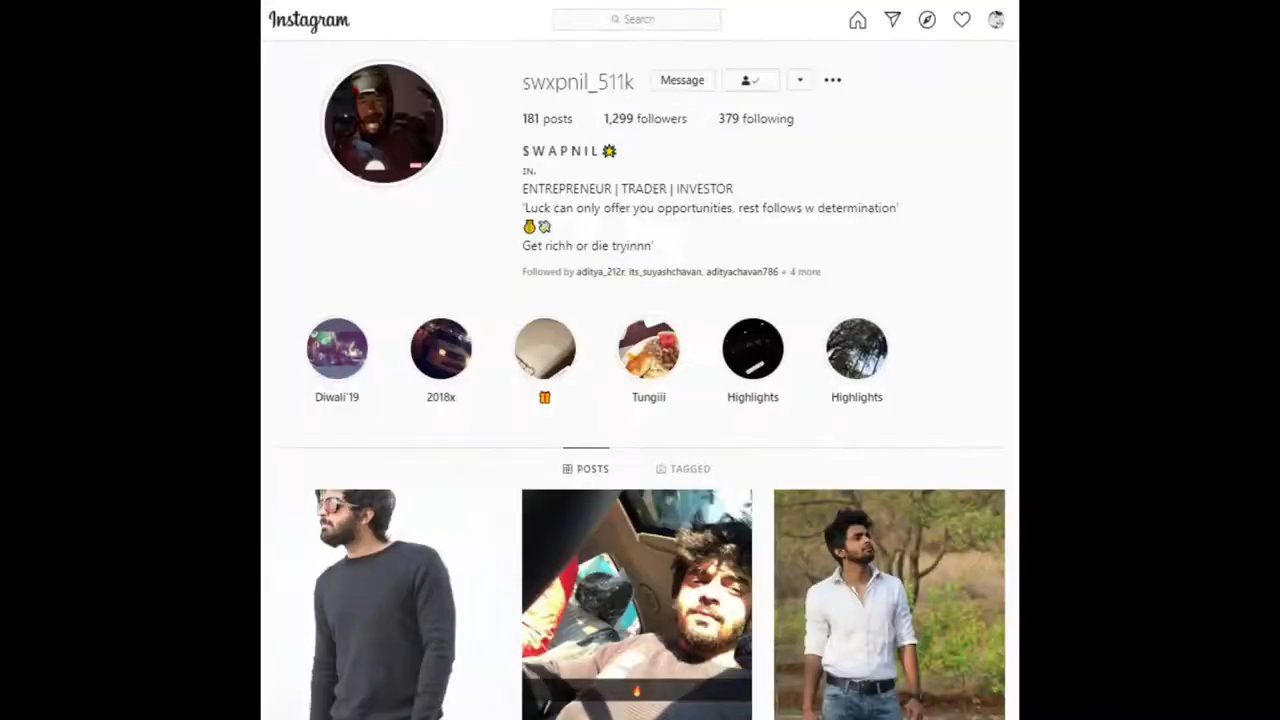 Instagram
Search
swxpnil_511k Message
181 posts 1,299 followers 379 following
S W A P N I L
IN.
ENTREPRENEUR | TRADER | INVESTOR
'Luck can only offer you opportunities, rest follows w determination'
Get richh or die tryinnn'
Followed by aditya_212r, its_suyashchavan, adityachavan786 + 4 more
Diwali'19 2018x Tungiii Highlights Highlights
POSTS TAGGED